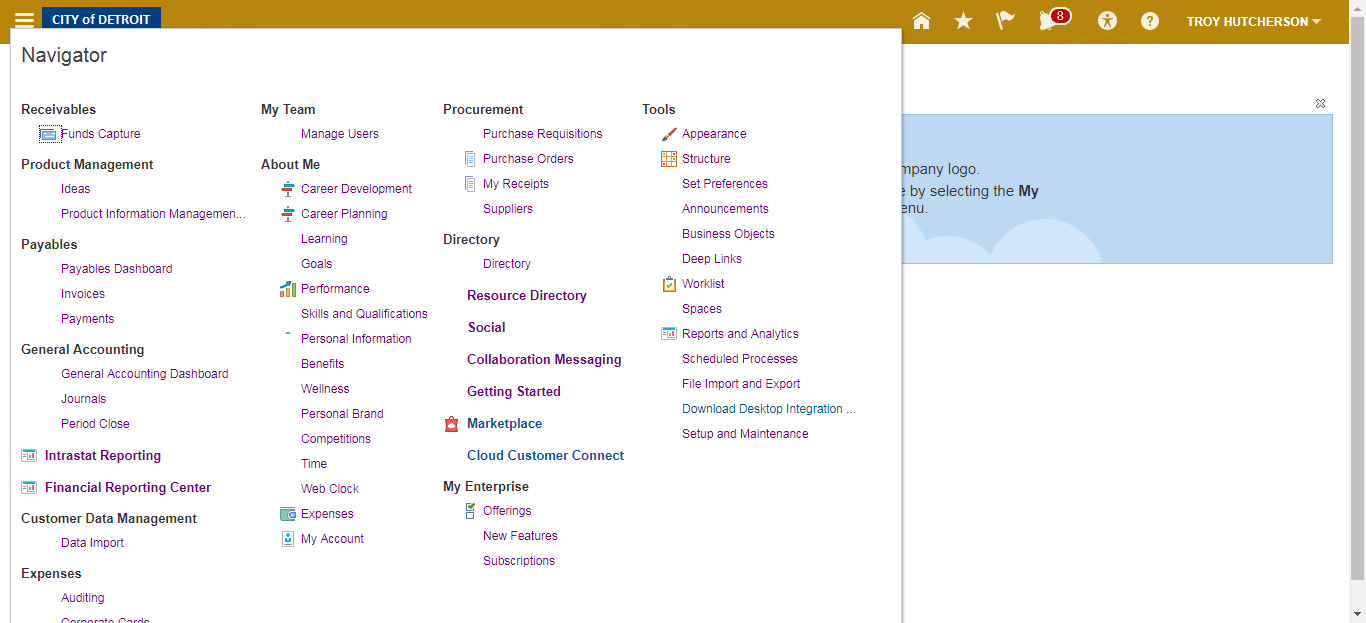 CITY of DETROIT
8
TROY HUTCHERSON
Navigator
Receivables
Funds Capture
Product Management
Ideas
Product Information Managemen...
Payables
Payables Dashboard
Invoices
Payments
General Accounting
General Accounting Dashboard
Journals
Period Close
Intrastat Reporting
Financial Reporting Center
Customer Data Management
Data Import
Expenses
Auditing
Corporate Cards
My Team
Manage Users
About Me
Career Development
Career Planning
Learning
Goals
Performance
Skills and Qualifications
Personal Information
Benefits
Wellness
Personal Brand
Competitions
Time
Web Clock
Expenses
My Account
Procurement
Purchase Requisitions
Purchase Orders
My Receipts
Suppliers
Directory
Directory
Resource Directory
Social
Collaboration Messaging
Getting Started
Marketplace
Cloud Customer Connect
My Enterprise
Offerings
New Features
Subscriptions
Tools
Appearance
Structure
Set Preferences
Announcements
Business Objects
Deep Links
Worklist
Spaces
Reports and Analytics
Scheduled Processes
File Import and Export
Download Desktop Integration ...
Setup and Maintenance
mpany logo.
e by selecting the My
enu.